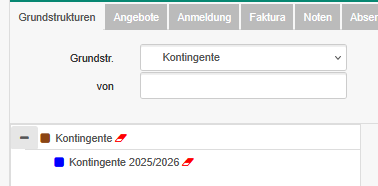 Grundstrukturen Angebote Anmeldung Faktura Noten
Grundstr. Kontingente
von
Kontingente
Kontingente 2025/2026